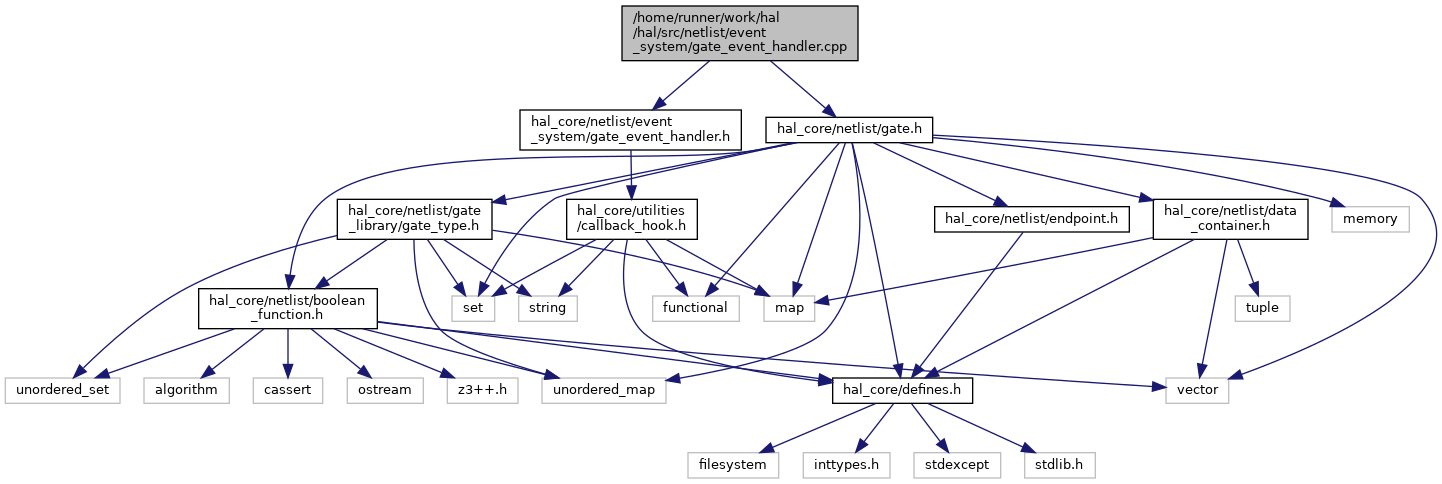 /home/runner/work/hal
/hal/src/netlist/event
_system/gate_event_handler.cpp
hal_core/netlist/event
_system/gate_event_handler.h
hal_core/netlist/gate.h
hal_core/netlist/gate
_library/gate_type.h
hal_core/utilities
/callback_hook.h
hal_core/netlist/endpoint.h
hal_core/netlist/data
_container.h
memory
hal_core/netlist/boolean
_function.h
set
string
functional
map
tuple
unordered_set
algorithm
cassert
ostream
z3++.h
unordered_map
hal_core/defines.h
vector
filesystem
inttypes.h
stdexcept
stdlib.h